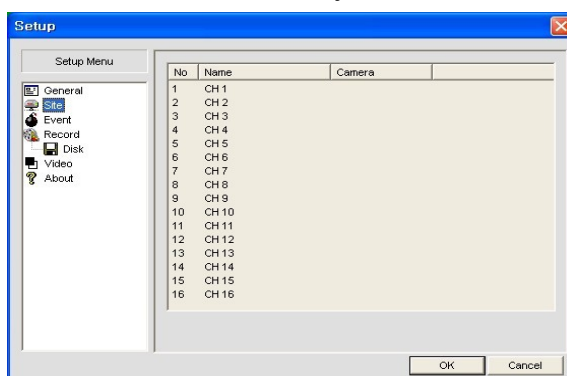 Setup
Setup Menu
General
Site
Event
Record
Disk
Video
About
No Name Camera
1 CH 1
2 CH 2
3 CH 3
4 CH 4
5 CH 5
6 CH 6
7 CH 7
8 CH 8
9 CH 9
10 CH 10
11 CH 11
12 CH 12
13 CH 13
14 CH 14
15 CH 15
16 CH 16
OK Cancel